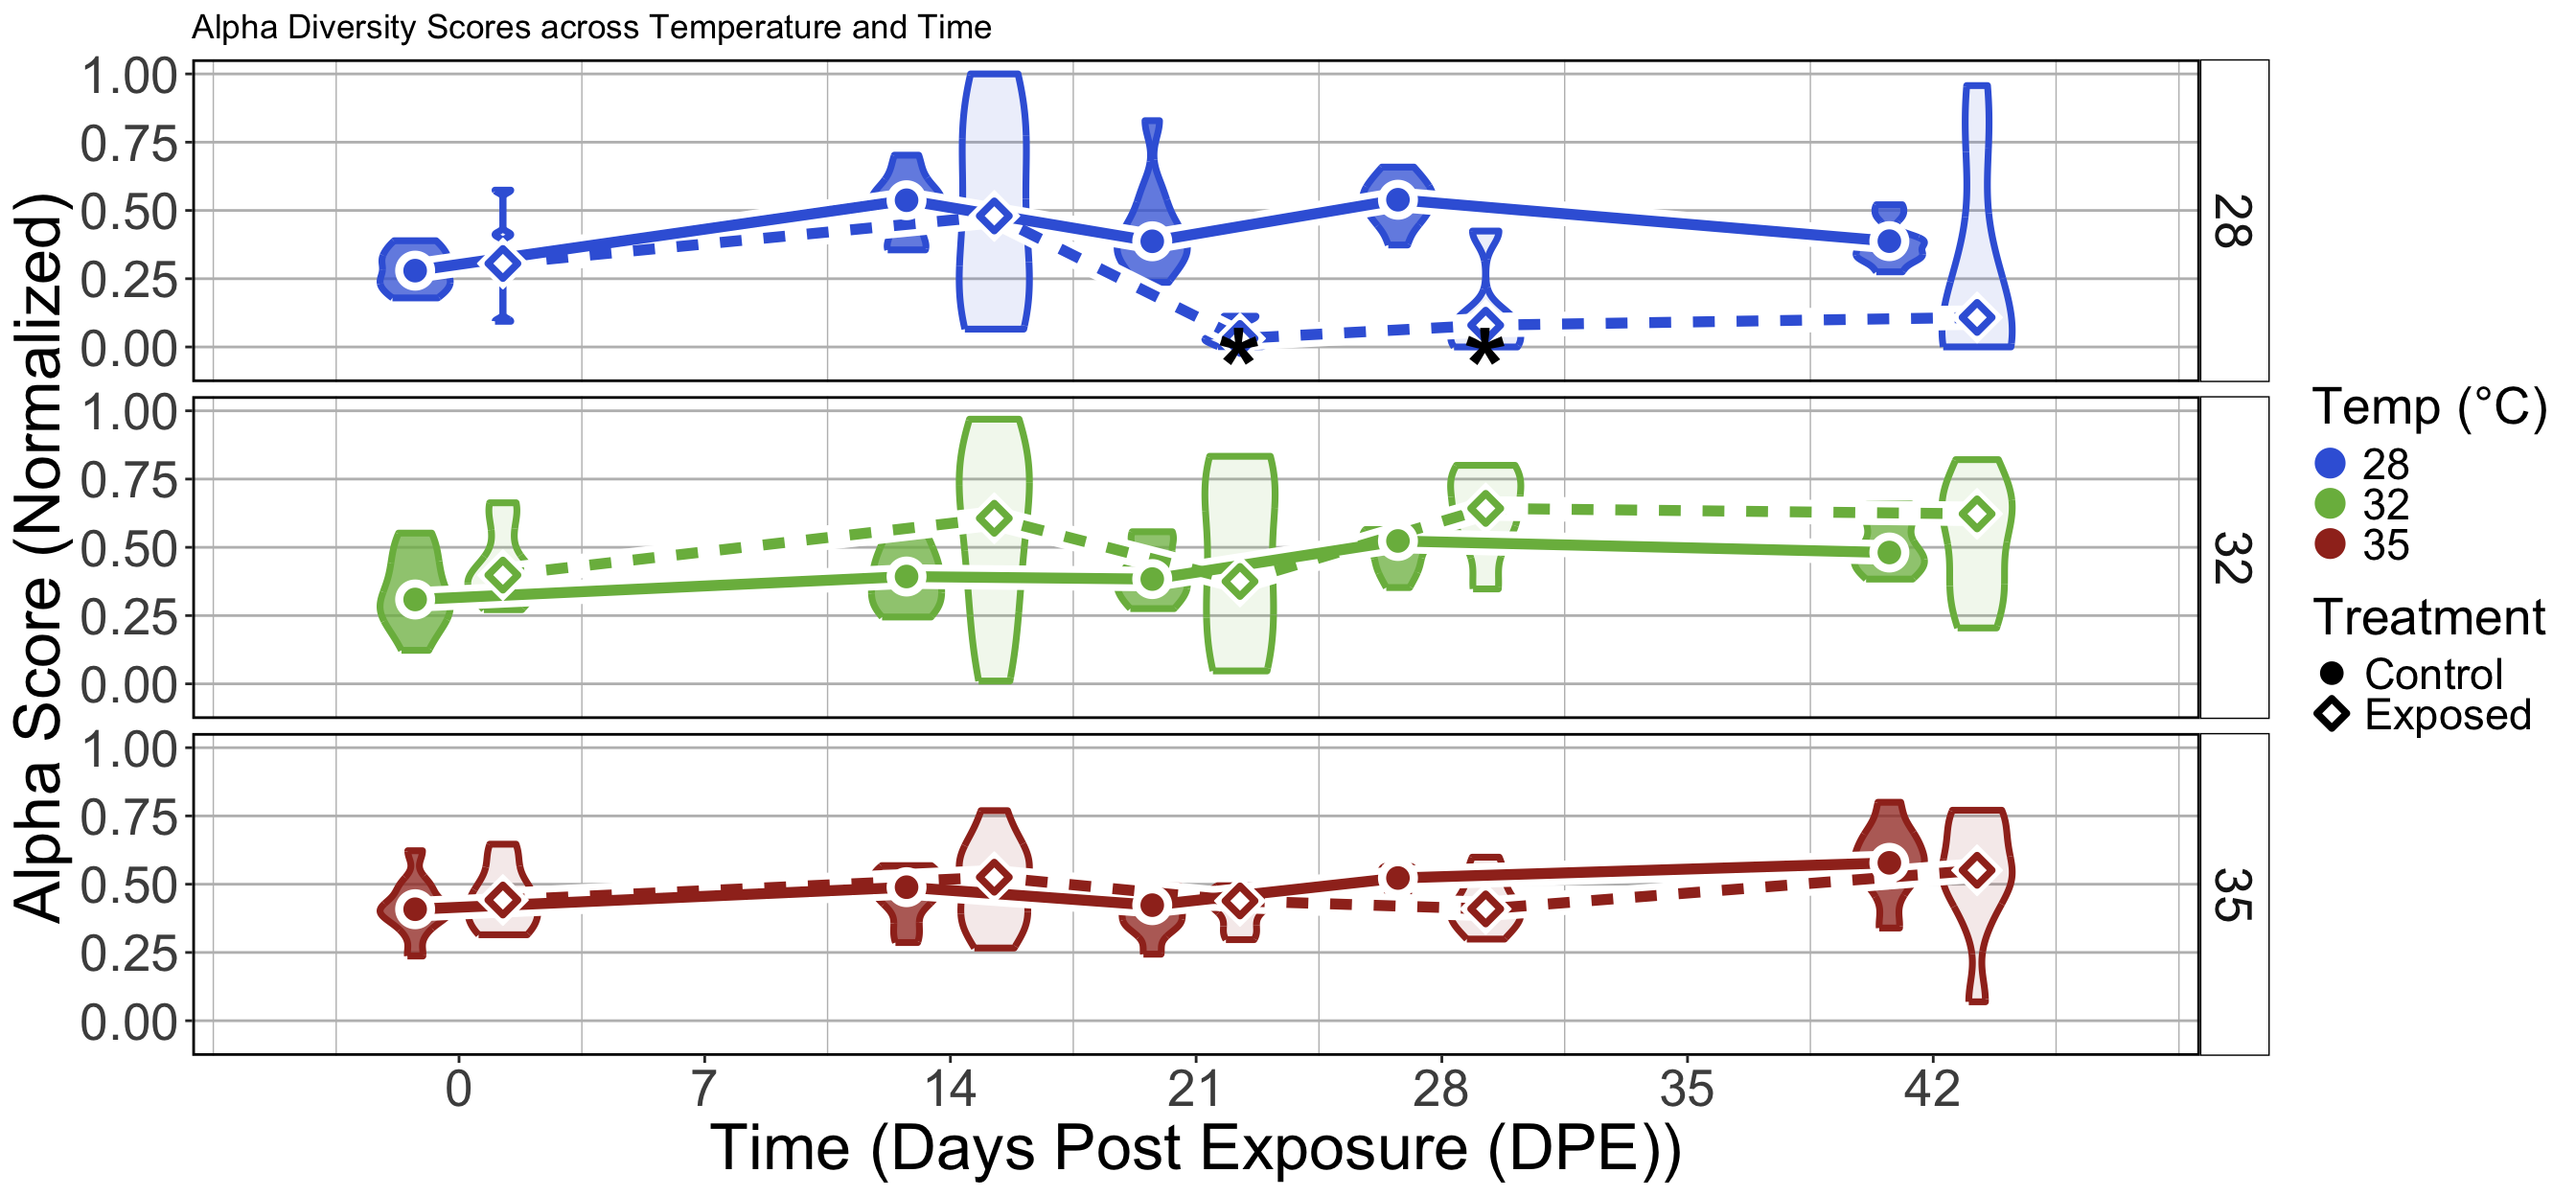 Alpha Diversity Scores across Temperature and Time
Alpha Score (Normalized)
1.00
0.75
0.50
0.25
0.00
*
*
28
1.00
0.75
0.50
0.25
0.00
32
1.00
0.75
0.50
0.25
0.00
35
0 7 14 21 28 35 42
Time (Days Post Exposure (DPE))
Temp (°C)
28
32
35
Treatment
Control
Exposed